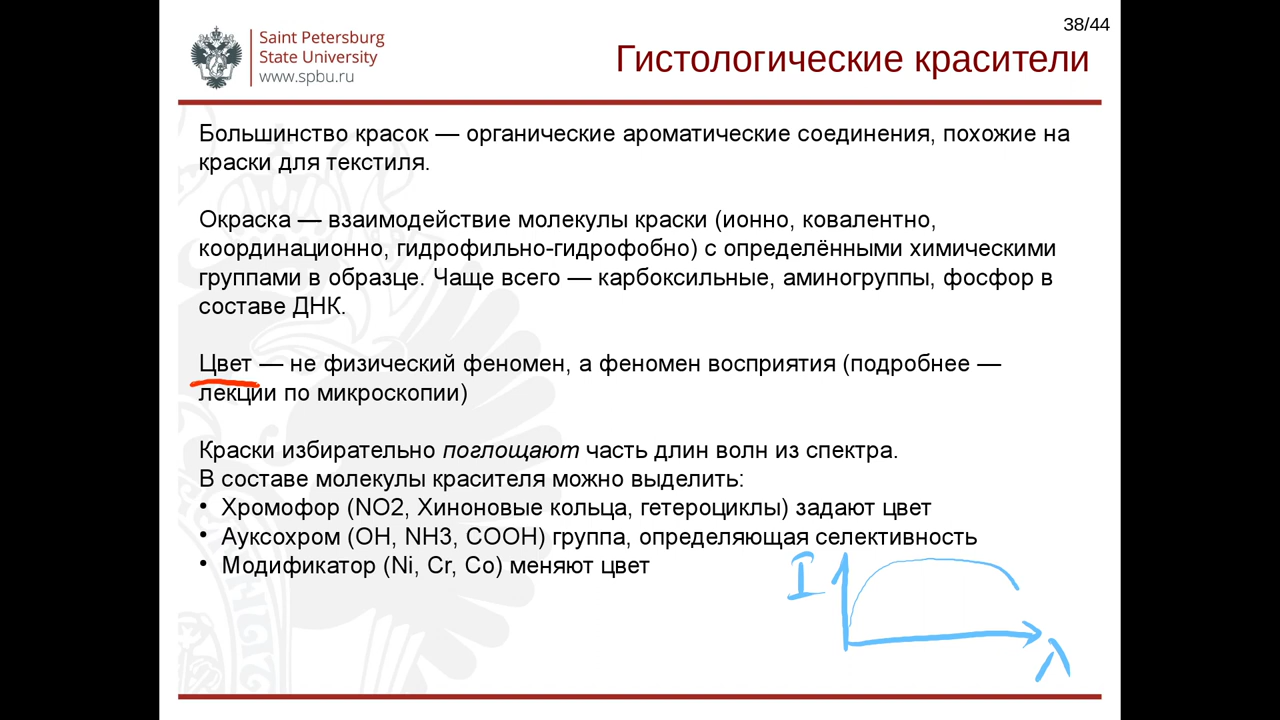 38/44
Saint Petersburg
State University
www.spbu.ru
Гистологические красители
Большинство красок — органические ароматические соединения, похожие на
краски для текстиля.
Окраска — взаимодействие молекулы краски (ионно, ковалентно,
координационно, гидрофильно-гидрофобно) с определёнными химическими
группами в образце. Чаще всего — карбоксильные, аминогруппы, фосфор в
составе ДНК.
Цвет — не физический феномен, а феномен восприятия (подробнее —
лекции по микроскопии)
Краски избирательно поглощают часть длин волн из спектра.
В составе молекулы красителя можно выделить:
• Хромофор (NO2, Хиноновые кольца, гетероциклы) задают цвет
• Ауксохром (OH, NH3, COOH) группа, определяющая селективность
• Модификатор (Ni, Cr, Co) меняют цвет
I
λ